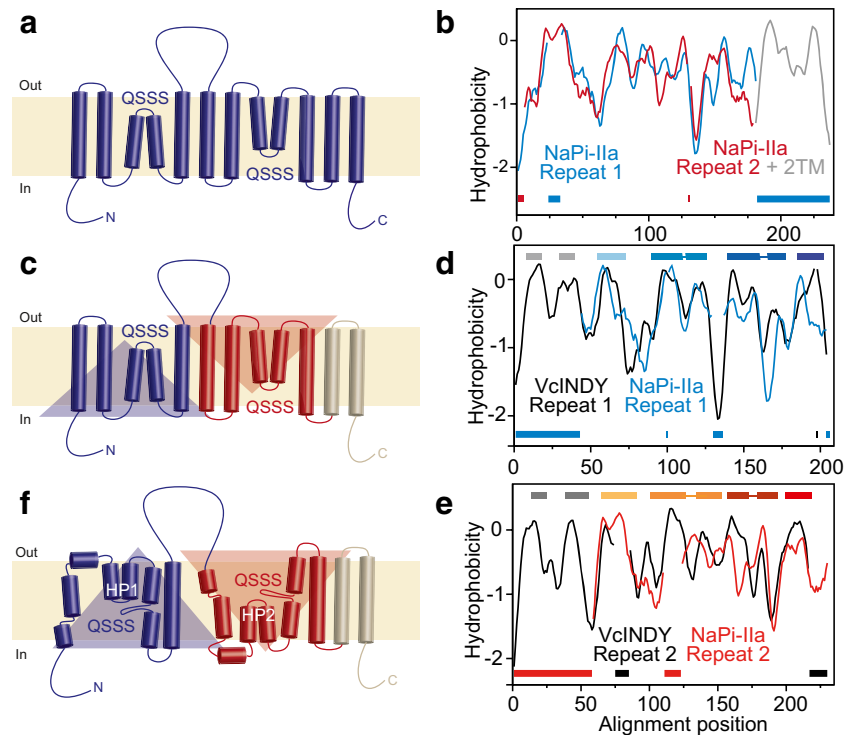 a
Out
QSSS
QSSS
In
N
C
b
Hydrophobicity
0
-1
-2
NaPi-IIa
Repeat 1
NaPi-IIa
Repeat 2 + 2TM
0
100
200
c
Out
QSSS
QSSS
In
N
C
d
Hydrophobicity
0
-1
-2
VcINDY
Repeat 1
NaPi-IIa
Repeat 1
0
50
100
150
200
f
Out
HP1
QSSS
QSSS
HP2
In
N
C
e
Hydrophobicity
0
-1
-2
VcINDY
Repeat 2
NaPi-IIa
Repeat 2
0
50
100
150
200
Alignment position